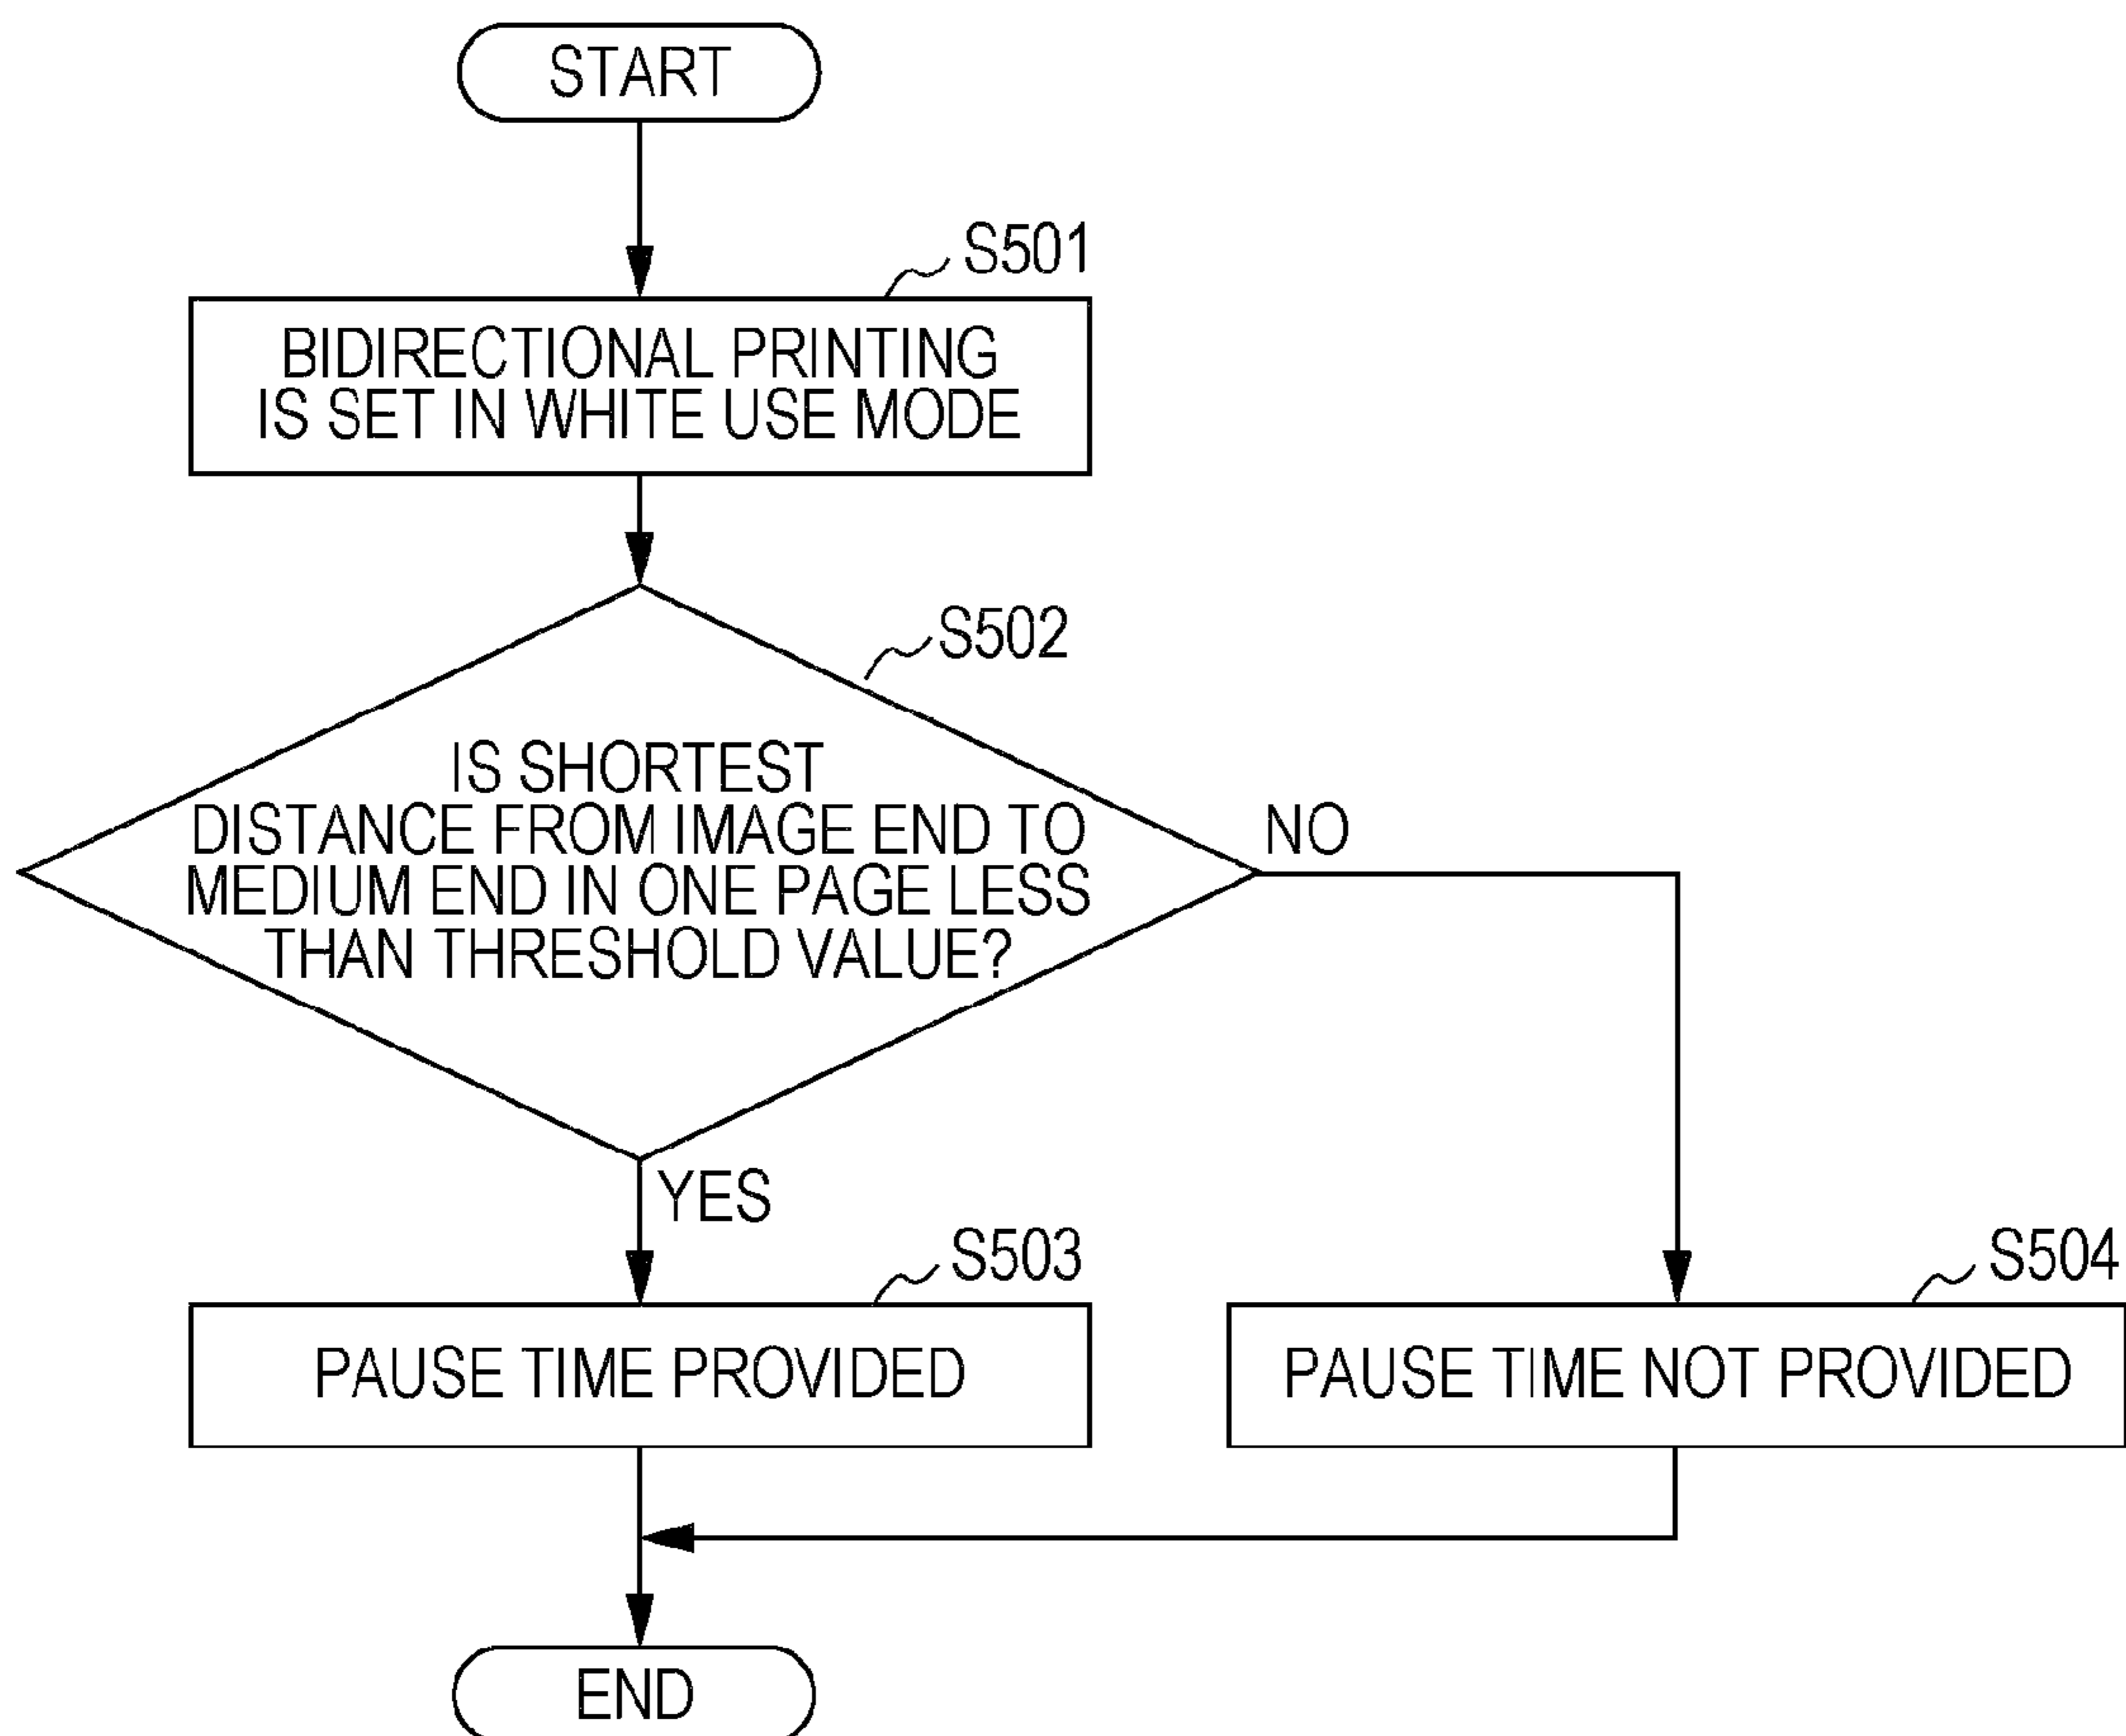 START
S501
BIDIRECTIONAL PRINTING
IS SET IN WHITE USE MODE
S502
IS SHORTEST
DISTANCE FROM IMAGE END TO
MEDIUM END IN ONE PAGE LESS
THAN THRESHOLD VALUE?
NO
YES
S503
PAUSE TIME PROVIDED
S504
PAUSE TIME NOT PROVIDED
END